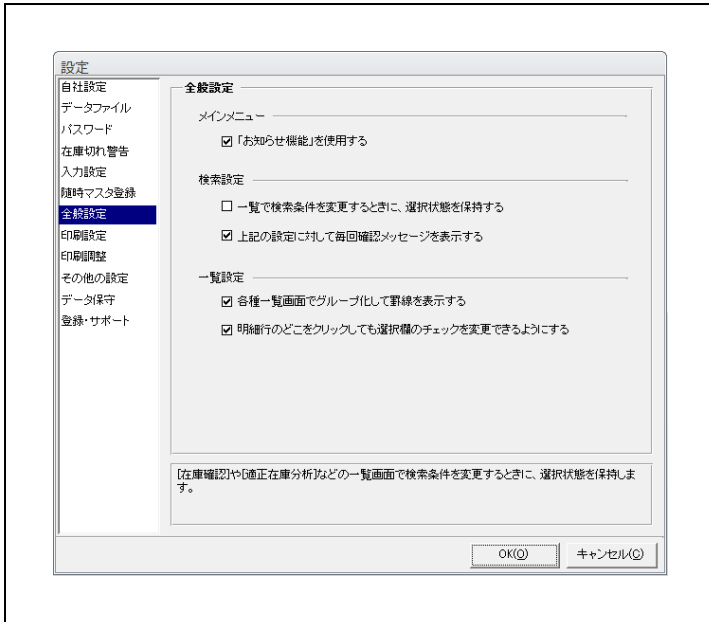 設定
自社設定
データファイル
パスワード
在庫切れ警告
入力設定
随時マスタ登録
全般設定
印刷設定
印刷調整
その他の設定
データ保守
登録・サポート
全般設定
メインメニュー
「お知らせ機能」を使用する
検索設定
一覧で検索条件を変更するときに、選択状態を保持する
上記の設定に対して毎回確認メッセージを表示する
一覧設定
各種一覧画面でグループ化して罫線を表示する
明細行のどこをクリックしても選択欄のチェックを変更できるようにする
[在庫確認]や[適正在庫分析]などの一覧画面で検索条件を変更するときに、選択状態を保持しま
す。
OK(O)
キャンセル(C)